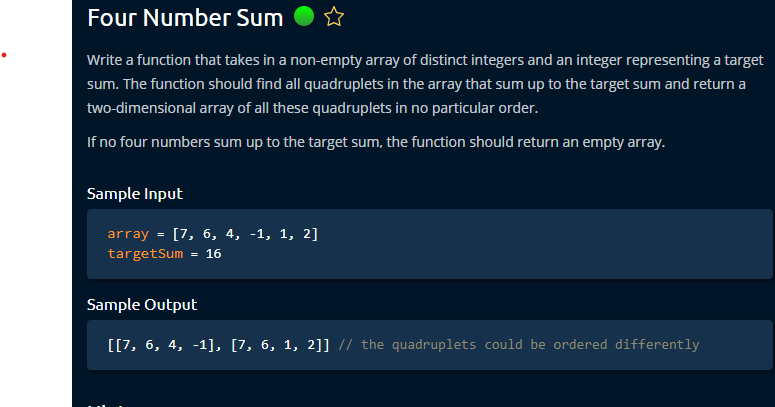 Four Number Sum
Write a function that takes in a non-empty array of distinct integers and an integer representing a target
sum. The function should find all quadruplets in the array that sum up to the target sum and return a
two-dimensional array of all these quadruplets in no particular order.
If no four numbers sum up to the target sum, the function should return an empty array.
Sample Input
array = [7, 6, 4, -1, 1, 2]
targetSum = 16
Sample Output
[[7, 6, 4, -1], [7, 6, 1, 2]] // the quadruplets could be ordered differently